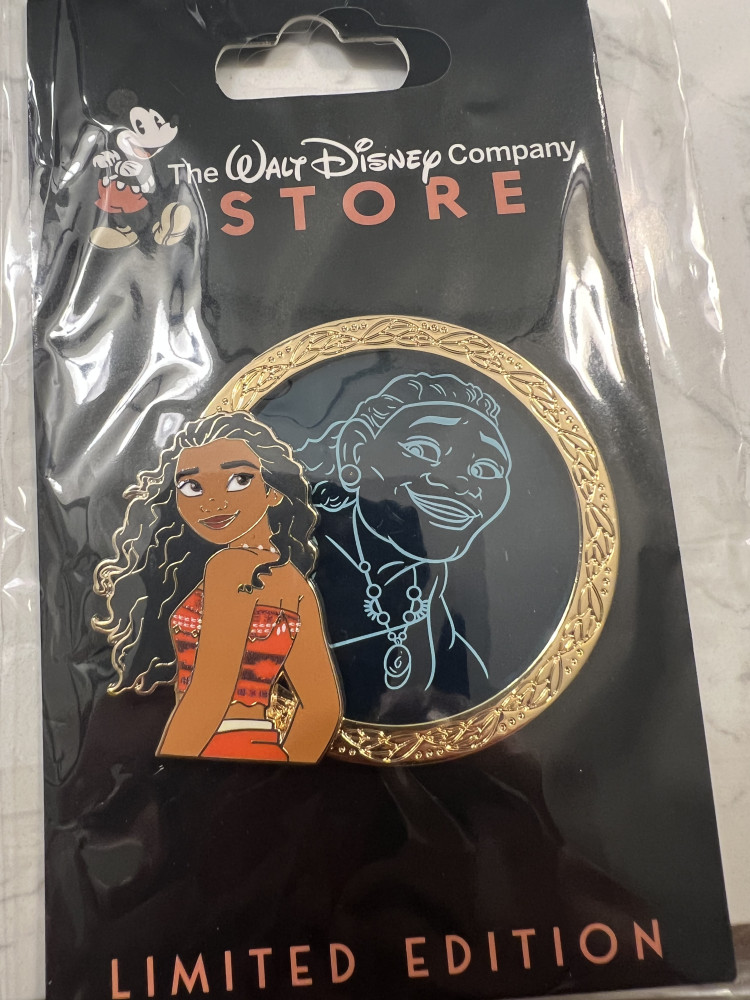 The WALT DISNEY Company
STORE
LIMITED EDITION